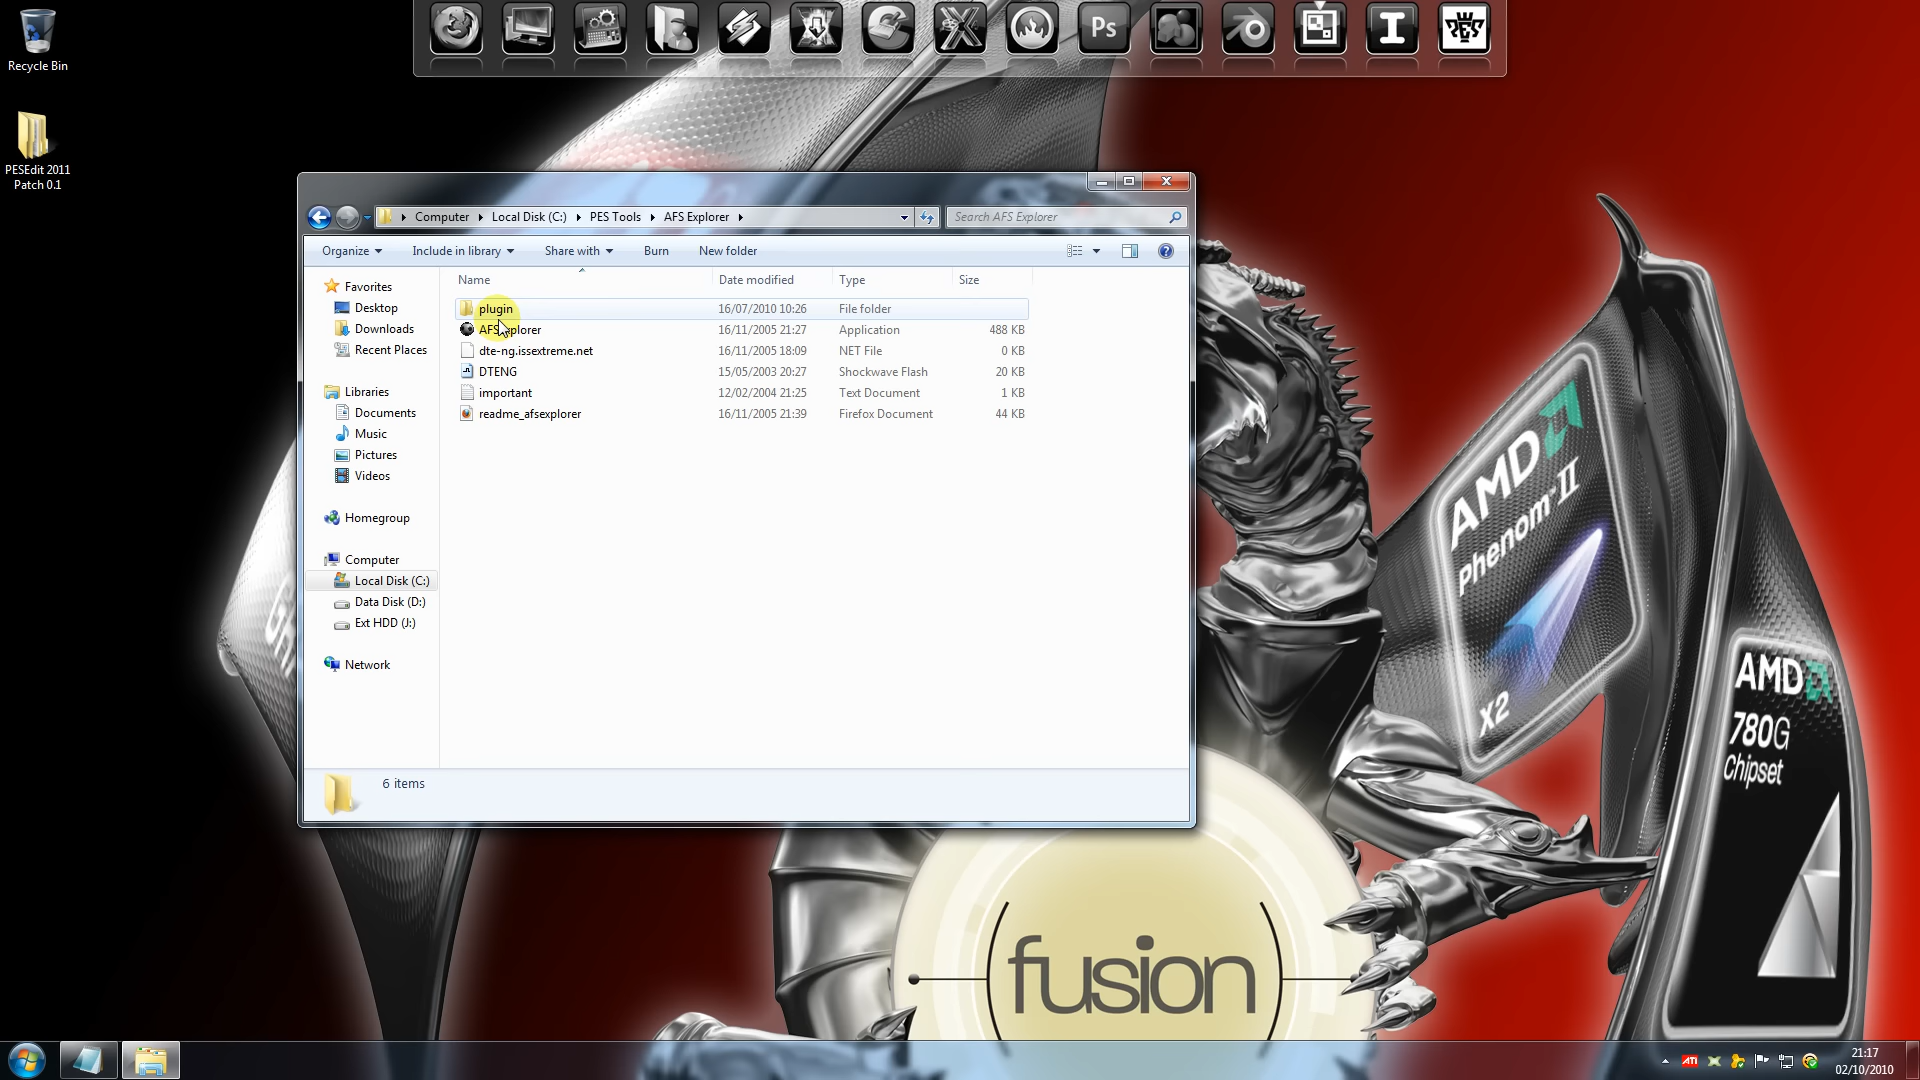 Ps
Recycle Bin
PESEdit 2011
Patch 0.1
Computer
Local Disk (C:)
PES Tools
AFS Explorer
Search AFS Explorer
Organize
Include in library
Share with
Burn
New folder
Favorites
Desktop
Downloads
Recent Places
Libraries
Documents
Music
Pictures
Videos
Homegroup
Computer
Local Disk (C:)
Data Disk (D:)
Ext HDD (J:)
Network
Name Date modified Type Size
plugin 16/07/2010 10:26 File folder
AFSExplorer 16/11/2005 21:27 Application 488 KB
dte-ng.issextreme.net 16/11/2005 18:09 NET File 0 KB
DTENG 15/05/2003 20:27 Shockwave Flash 20 KB
important 12/02/2004 21:25 Text Document 1 KB
readme_afsexplorer 16/11/2005 21:39 Firefox Document 44 KB
6 items
AMD
Phenom II
X2
AMD
780G
chipset
fusion
ATI
21:17
02/10/2010